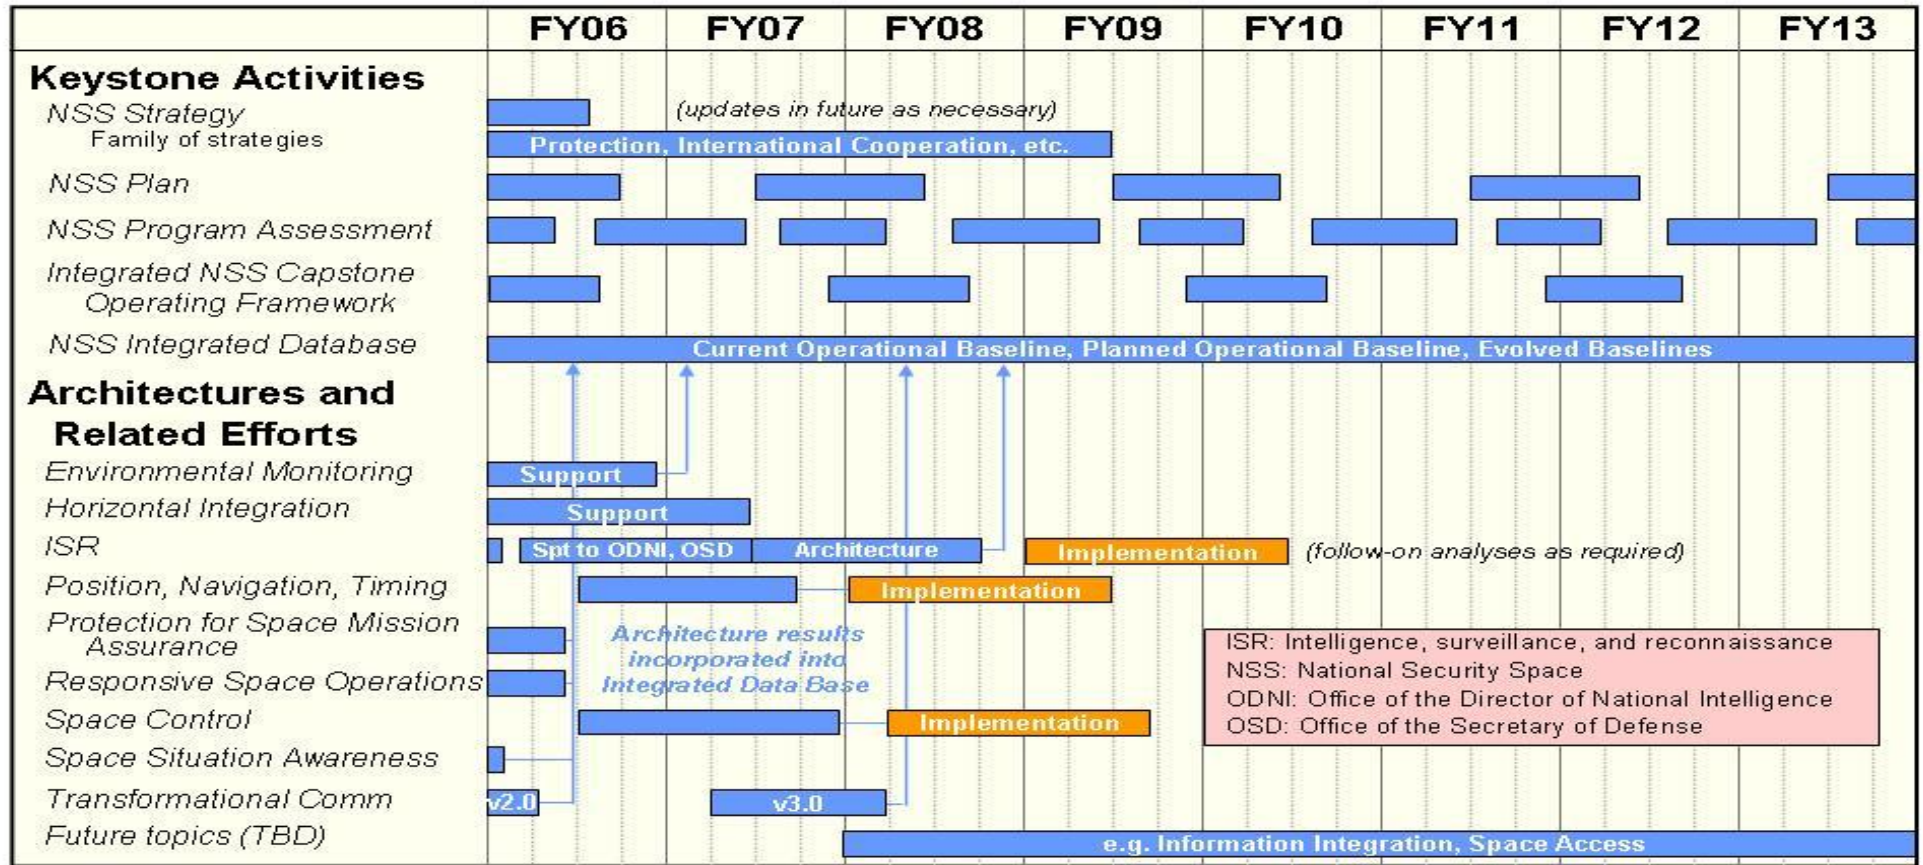 FY06 FY07 FY08 FY09 FY10 FY11 FY12 FY13
Keystone Activities
NSS Strategy
(updates in future as necessary)
Family of strategies
Protection, International Cooperation, etc.
NSS Plan
NSS Program Assessment
Integrated NSS Capstone
Operating Framework
NSS Integrated Database
Current Operational Baseline, Planned Operational Baseline, Evolved Baselines
Architectures and
Related Efforts
Environmental Monitoring
Support
Horizontal Integration
Support
ISR
Spt to ODNI, OSD
Architecture
Implementation
(follow-on analyses as required)
Position, Navigation, Timing
Implementation
Protection for Space Mission
Assurance
Architecture results
incorporated into
Integrated Data Base
Responsive Space Operations
Space Control
Implementation
Space Situation Awareness
Transformational Comm
v2.0
v3.0
Future topics (TBD)
e.g. Information Integration, Space Access
ISR: Intelligence, surveillance, and reconnaissance
NSS: National Security Space
ODNI: Office of the Director of National Intelligence
OSD: Office of the Secretary of Defense